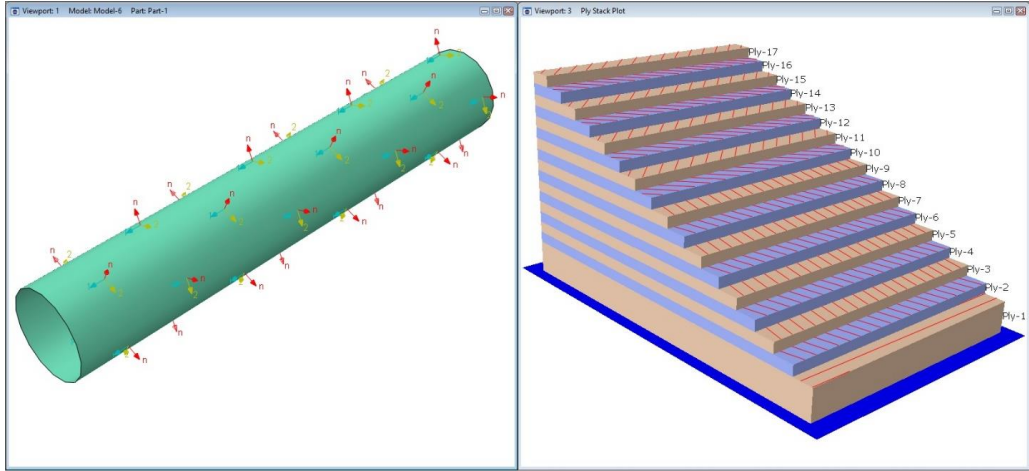 Viewport: 1 Model: Model-6 Part: Part-1
Viewport: 3 Ply Stack Plot
n
n
n
n
n
2
n
n
n
2
n
n
n
n
n
n
n
n
n
n
Ply-17
Ply-16
Ply-15
Ply-14
Ply-13
Ply-12
Ply-11
Ply-10
Ply-9
Ply-8
Ply-7
Ply-6
Ply-5
Ply-4
Ply-3
Ply-2
Ply-1